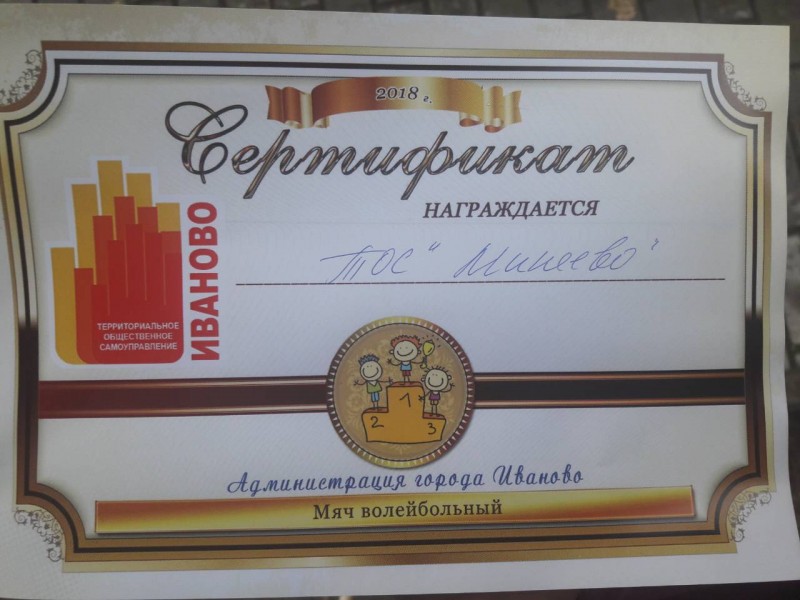 2018 г.
Сертификат
НАГРАЖДАЕТСЯ
ТОС "Минеево"
ИВАНОВО
ТЕРРИТОРИАЛЬНОЕ
ОБЩЕСТВЕННОЕ
САМОУПРАВЛЕНИЕ
1
2
3
Администрация города Иваново
Мяч волейбольный